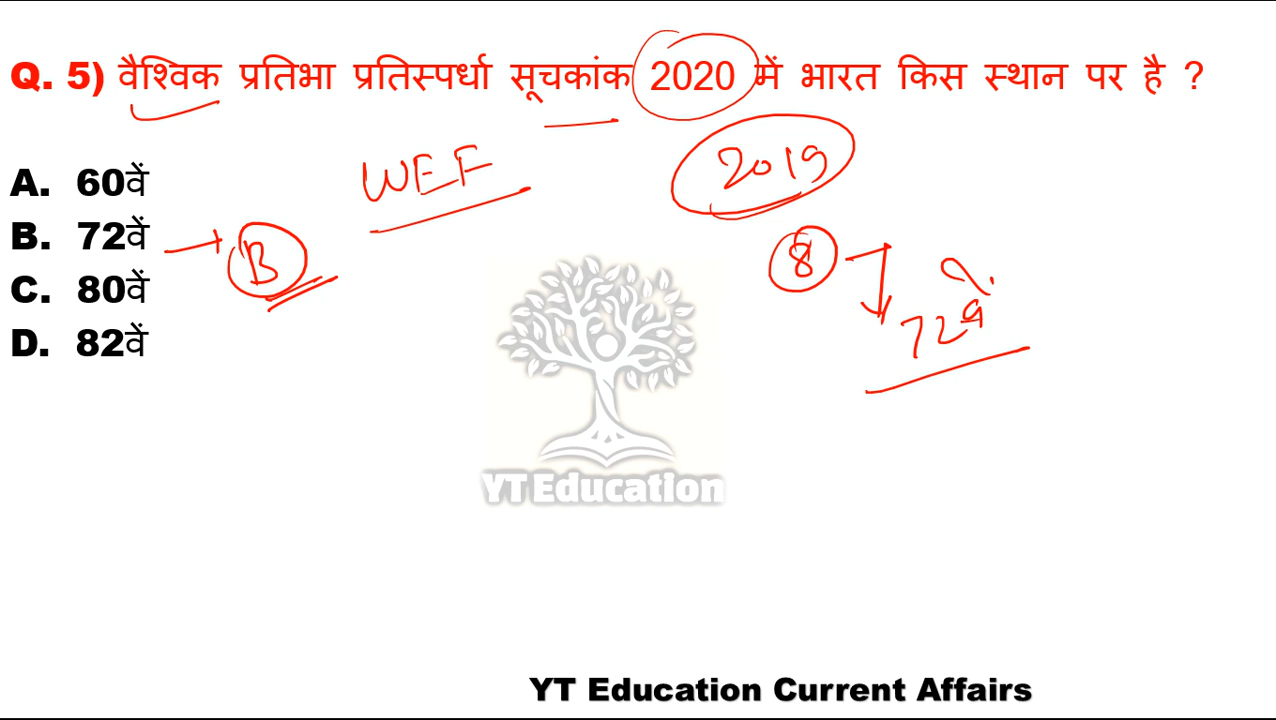 Q. 5) वैश्विक प्रतिभा प्रतिस्पर्धा सूचकांक 2020 में भारत किस स्थान पर है ?
WEF
2019
A. 60वें
B. 72वें
B
8
C. 80वें
72वें
D. 82वें
YT Education
YT Education Current Affairs